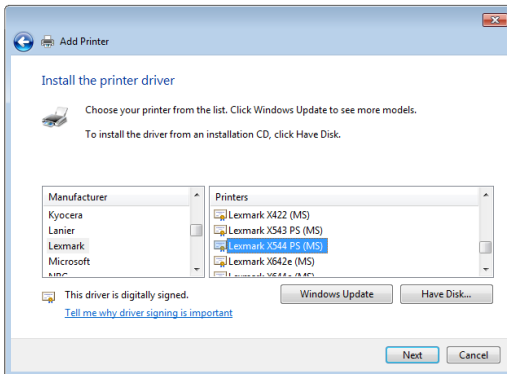 Add Printer
Install the printer driver
Choose your printer from the list. Click Windows Update to see more models.
To install the driver from an installation CD, click Have Disk.
Manufacturer
Kyocera
Lanier
Lexmark
Microsoft
Printers
Lexmark X422 (MS)
Lexmark X543 PS (MS)
Lexmark X544 PS (MS)
Lexmark X642e (MS)
This driver is digitally signed.
Tell me why driver signing is important
Windows Update
Have Disk...
Next
Cancel